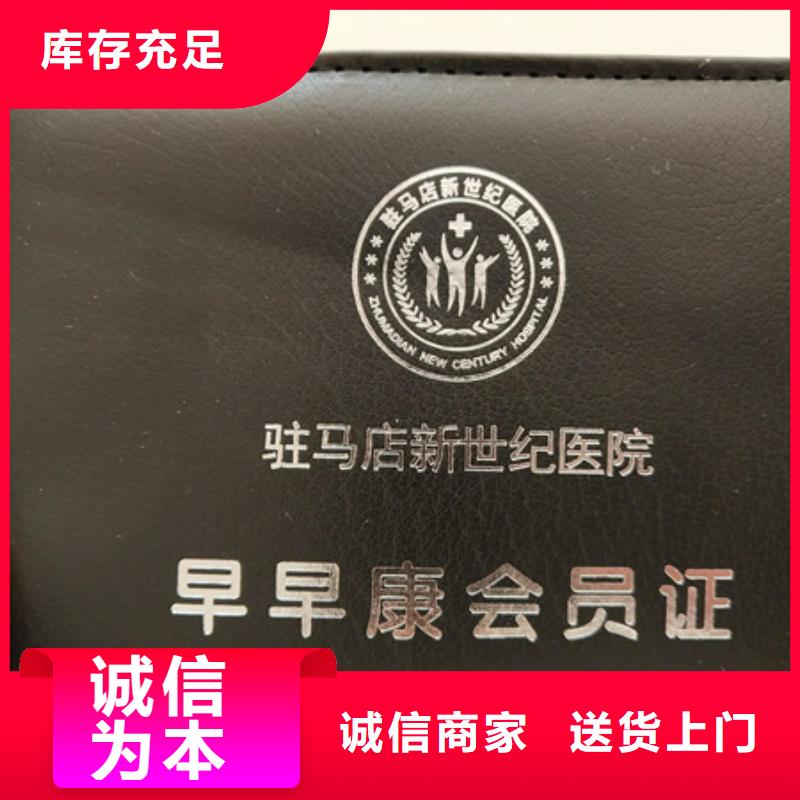 库存充足
驻马店新世纪医院
ZHUMADIAN NEW CENTURY HOSPITAL
驻马店新世纪医院
早早康会员证
诚信
为本
诚信商家 送货上门